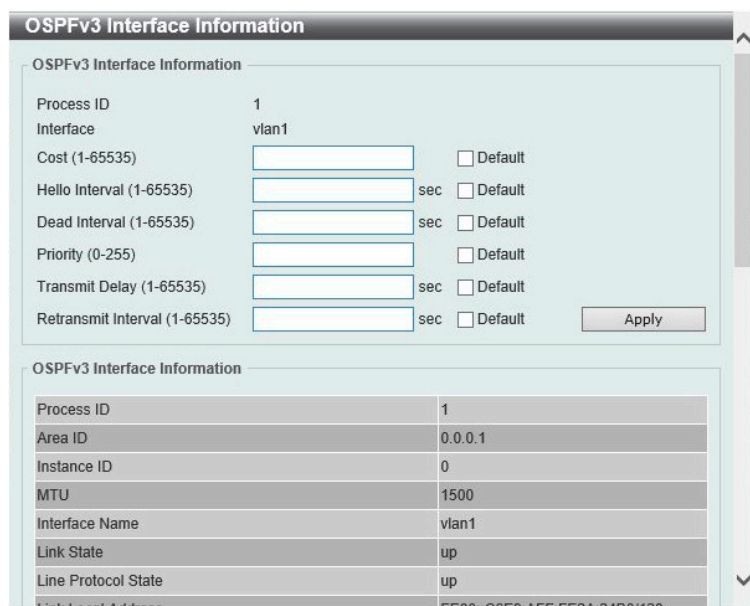 OSPFv3 Interface Information
OSPFv3 Interface Information
Process ID 1
Interface vlan1
Cost (1-65535) Default
Hello Interval (1-65535) sec Default
Dead Interval (1-65535) sec Default
Priority (0-255) Default
Transmit Delay (1-65535) sec Default
Retransmit Interval (1-65535) sec Default Apply
OSPFv3 Interface Information
Process ID 1
Area ID 0.0.0.1
Instance ID 0
MTU 1500
Interface Name vlan1
Link State up
Line Protocol State up